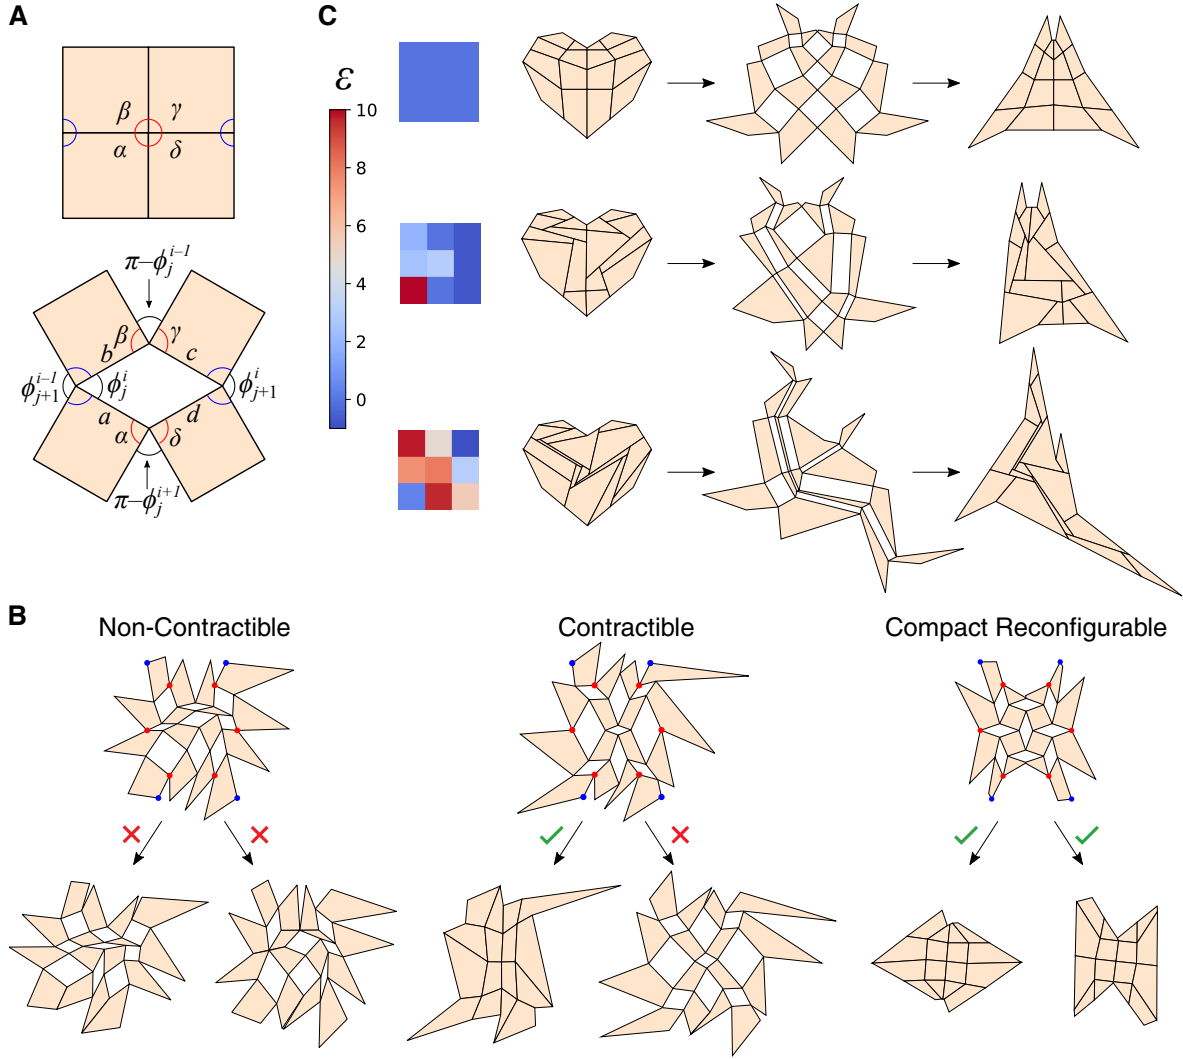 A
β γ
α δ
π–ϕ_j^{i-1}
β γ
b c
ϕ_{j+1}^{i-1} ϕ_j^i ϕ_{j+1}^i
a d
α δ
π–ϕ_j^{i+1}
C
ε
10
8
6
4
2
0
B
Non-Contractible
Contractible
Compact Reconfigurable